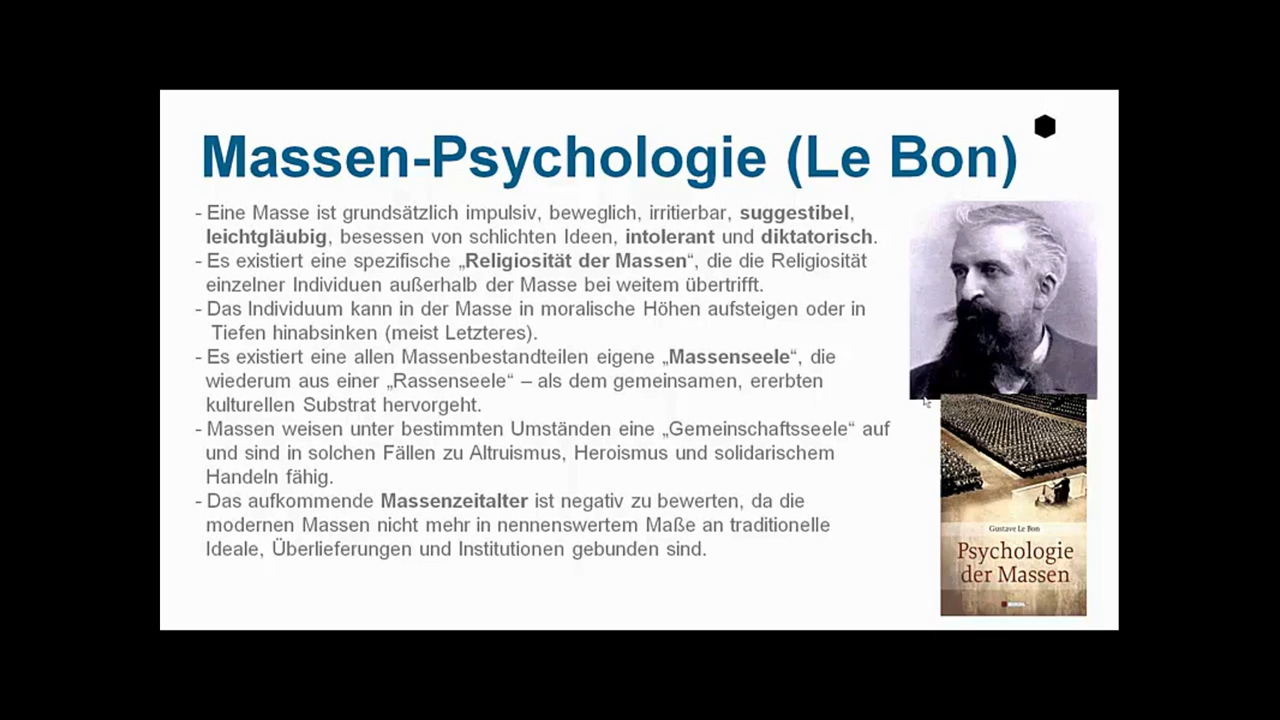 Massen-Psychologie (Le Bon)
- Eine Masse ist grundsätzlich impulsiv, beweglich, irritierbar, suggestibel,
leichtgläubig, besessen von schlichten Ideen, intolerant und diktatorisch.
- Es existiert eine spezifische „Religiosität der Massen“, die die Religiosität
einzelner Individuen außerhalb der Masse bei weitem übertrifft.
- Das Individuum kann in der Masse in moralische Höhen aufsteigen oder in
Tiefen hinabsinken (meist Letzteres).
- Es existiert eine allen Massenbestandteilen eigene „Massenseele“, die
wiederum aus einer „Rassenseele“ – als dem gemeinsamen, ererbten
kulturellen Substrat hervorgeht.
- Massen weisen unter bestimmten Umständen eine „Gemeinschaftsseele“ auf
und sind in solchen Fällen zu Altruismus, Heroismus und solidarischem
Handeln fähig.
- Das aufkommende Massenzeitalter ist negativ zu bewerten, da die
modernen Massen nicht mehr in nennenswertem Maße an traditionelle
Ideale, Überlieferungen und Institutionen gebunden sind.
Gustave Le Bon
Psychologie
der Massen